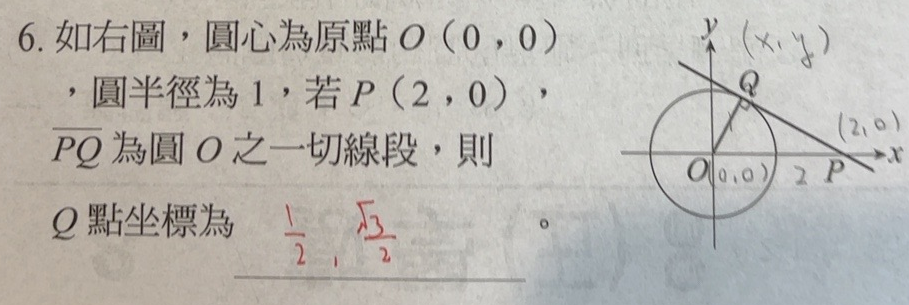 6. 如右圖，圓心為原點 O（0，0）
，圓半徑為 1，若 P（2，0），
PQ 為圓 O 之一切線段，則
Q 點坐標為 1/2 , √3/2 。
y (x, y)
Q
1
(2,0)
O (0,0) 2 P x